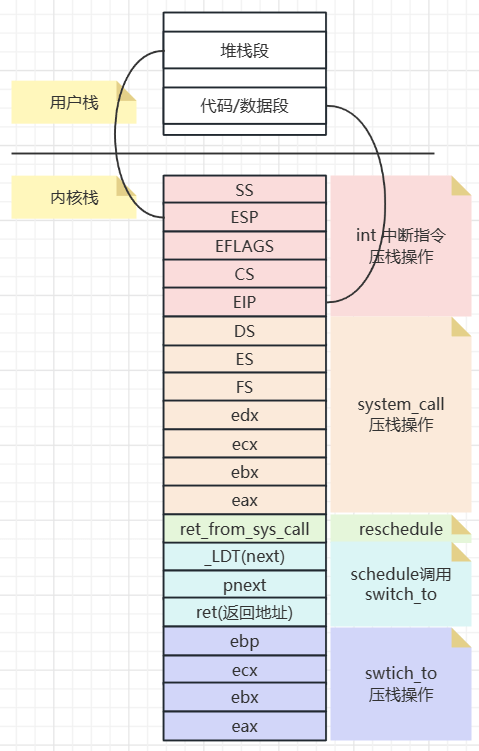 堆栈段
用户栈
代码/数据段
内核栈
SS
ESP
EFLAGS
CS
EIP
int 中断指令
压栈操作
DS
ES
FS
edx
ecx
ebx
eax
system_call
压栈操作
ret_from_sys_call
reschedule
_LDT(next)
pnext
ret(返回地址)
schedule调用
switch_to
ebp
ecx
ebx
eax
swtich_to
压栈操作